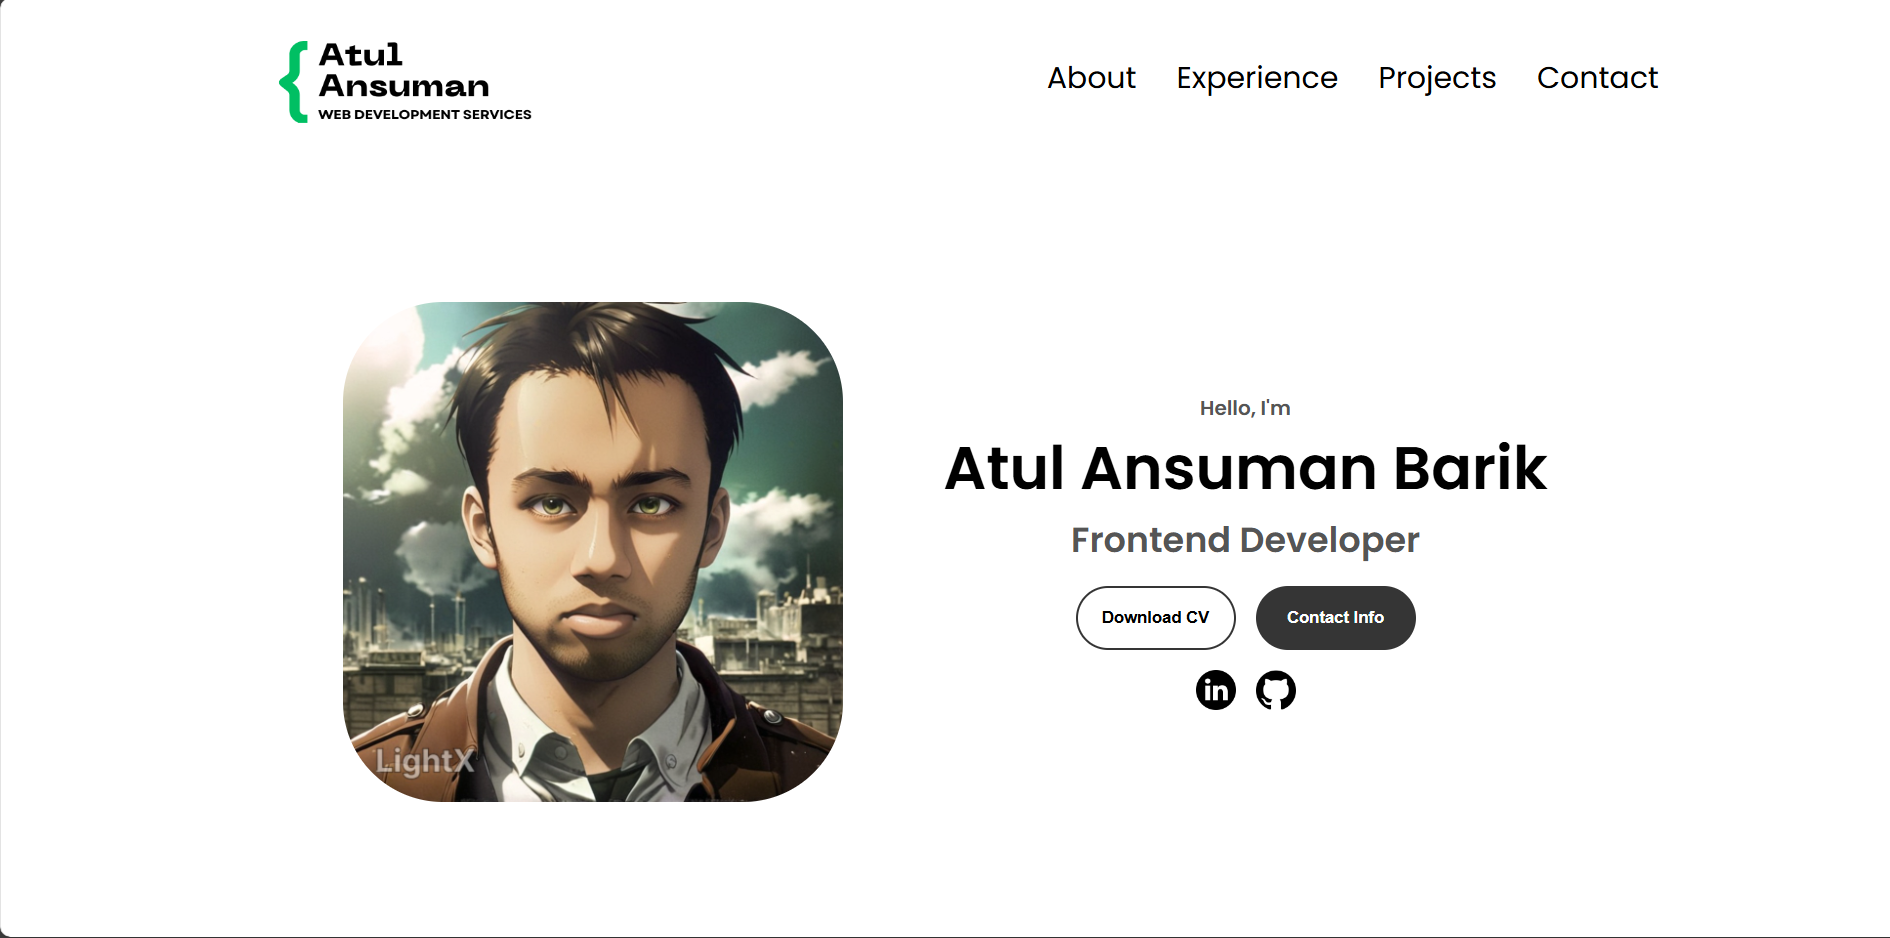 Atul
Ansuman
WEB DEVELOPMENT SERVICES
About Experience Projects Contact
Hello, I'm
Atul Ansuman Barik
Frontend Developer
Download CV Contact Info
in
LightX